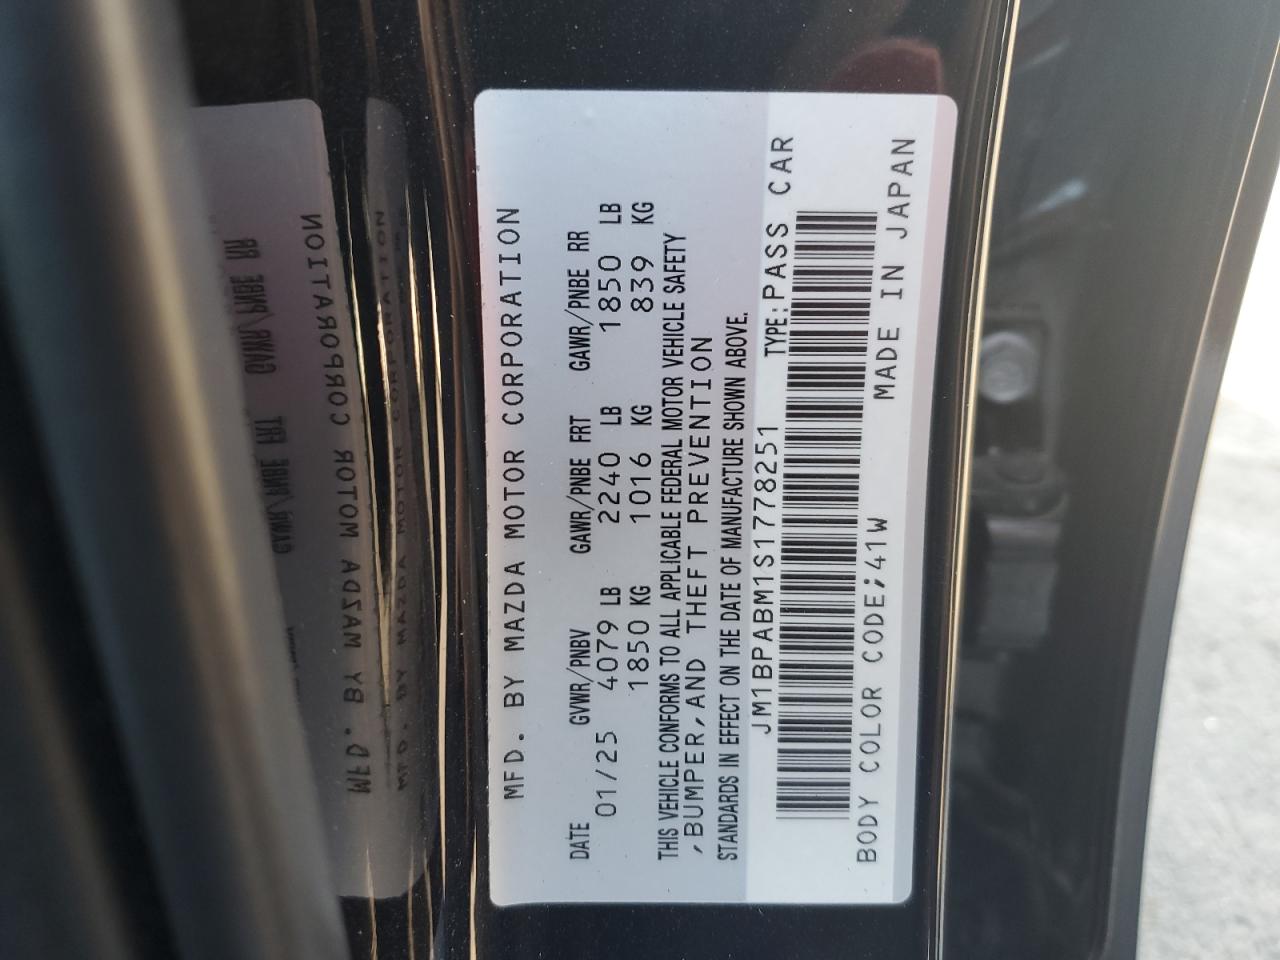 MFD. BY MAZDA MOTOR CORPORATION
DATE GVWR/PNBV GAWR/PNBE FRT GAWR/PNBE RR
01/25 4079 LB 2240 LB 1850 LB
1850 KG 1016 KG 839 KG
THIS VEHICLE CONFORMS TO ALL APPLICABLE FEDERAL MOTOR VEHICLE SAFETY
,BUMPER,AND THEFT PREVENTION
STANDARDS IN EFFECT ON THE DATE OF MANUFACTURE SHOWN ABOVE.
JM1BPABM1S1778251 TYPE:PASS CAR
BODY COLOR CODE;41W MADE IN JAPAN